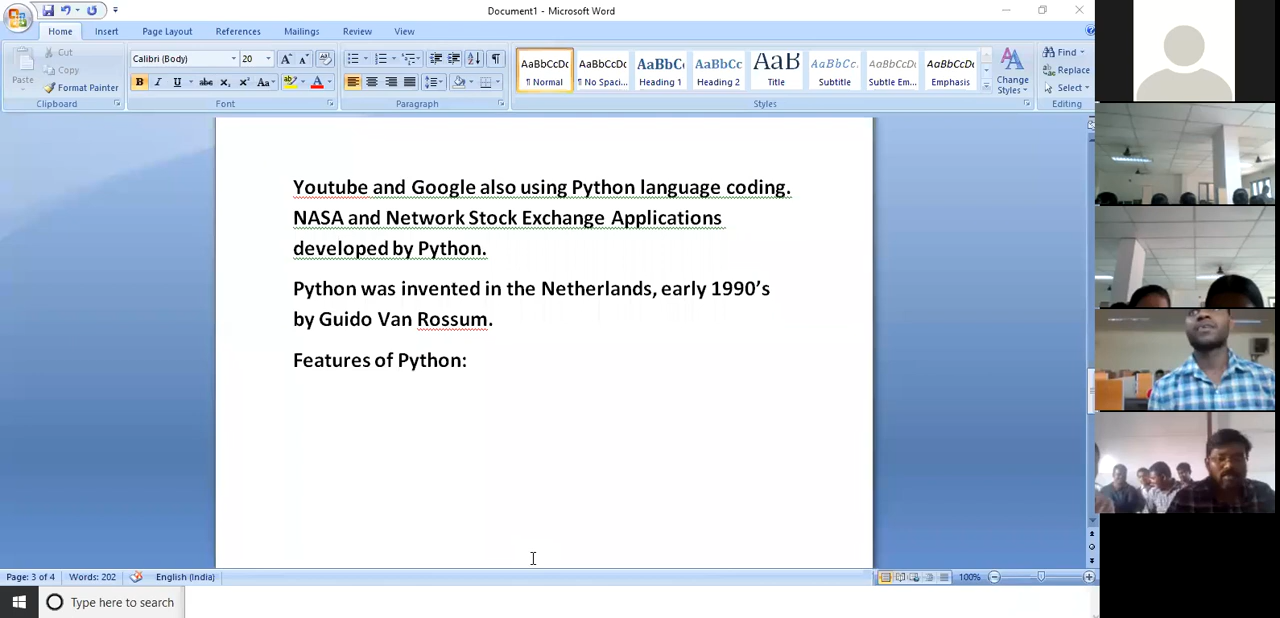 Document1 - Microsoft Word
Home Insert Page Layout References Mailings Review View
Cut
Copy
Paste
Format Painter
Clipboard
Calibri (Body) 20
Font
Paragraph
AaBbCcDc AaBbCcDc AaBbCc AaBbCc AaB AaBbCc. AaBbCcDc AaBbCcDc
¶ Normal ¶ No Spaci... Heading 1 Heading 2 Title Subtitle Subtle Em... Emphasis
Change
Styles
Styles
Find
Replace
Select
Editing
Youtube and Google also using Python language coding.
NASA and Network Stock Exchange Applications
developed by Python.
Python was invented in the Netherlands, early 1990’s
by Guido Van Rossum.
Features of Python:
Page: 3 of 4 Words: 202 English (India) 100%
Type here to search